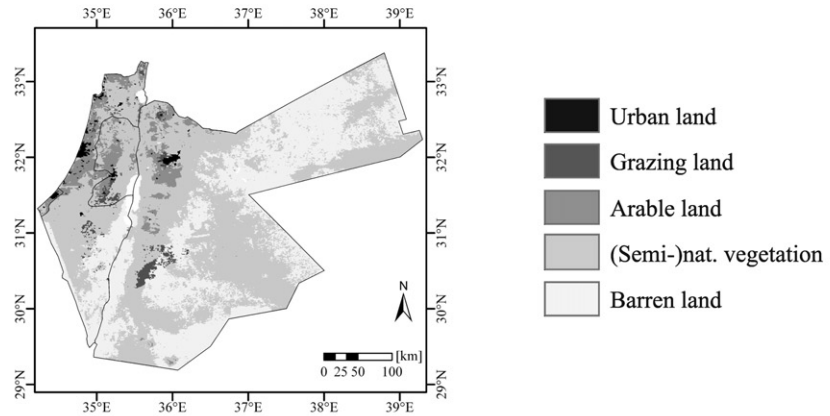 35°E 36°E 37°E 38°E 39°E
33°N 33°N
32°N 32°N
31°N 31°N
30°N 30°N
29°N 29°N
N
[km]
0 25 50 100
35°E 36°E 37°E 38°E 39°E
Urban land
Grazing land
Arable land
(Semi-)nat. vegetation
Barren land